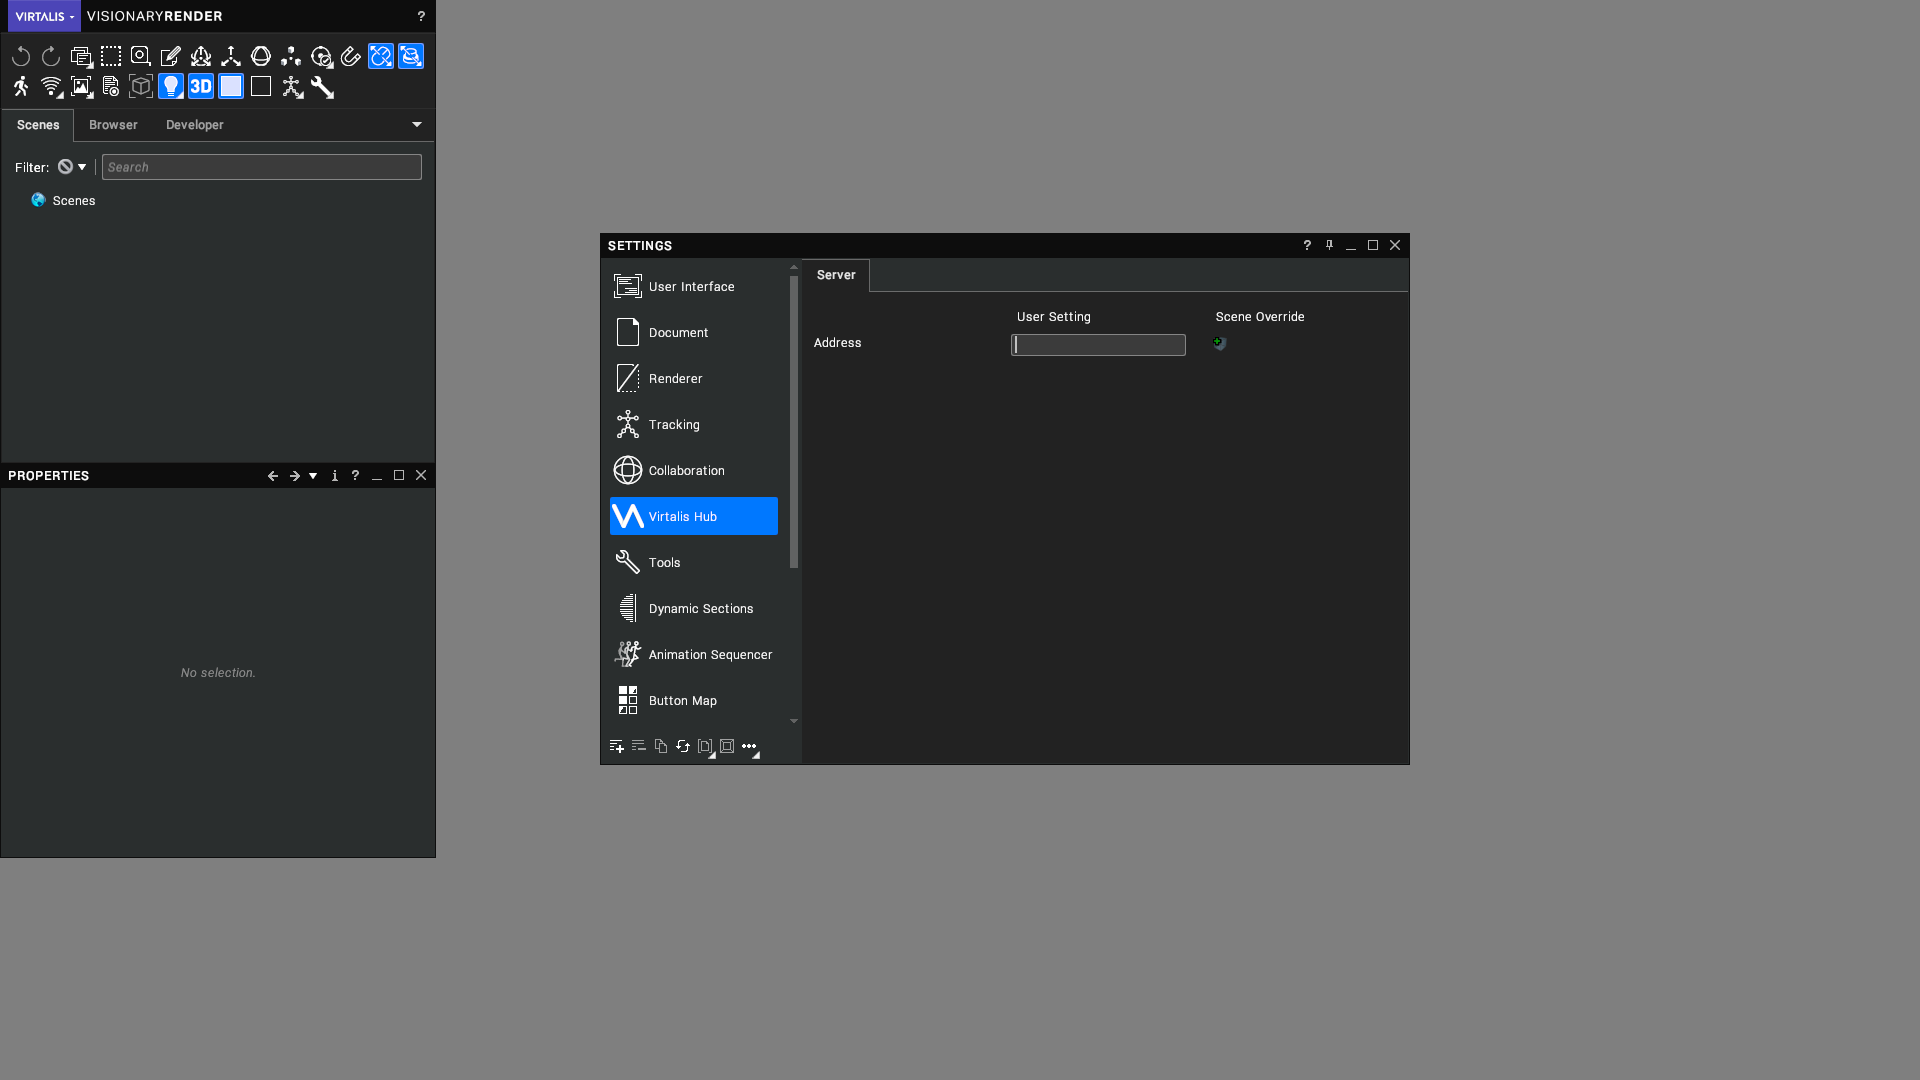 VIRTALIS VISIONARYRENDER ?
3D
Scenes Browser Developer
Filter: Search
Scenes
PROPERTIES
No selection.
SETTINGS
User Interface
Document
Renderer
Tracking
Collaboration
Virtalis Hub
Tools
Dynamic Sections
Animation Sequencer
Button Map
Server
User Setting Scene Override
Address